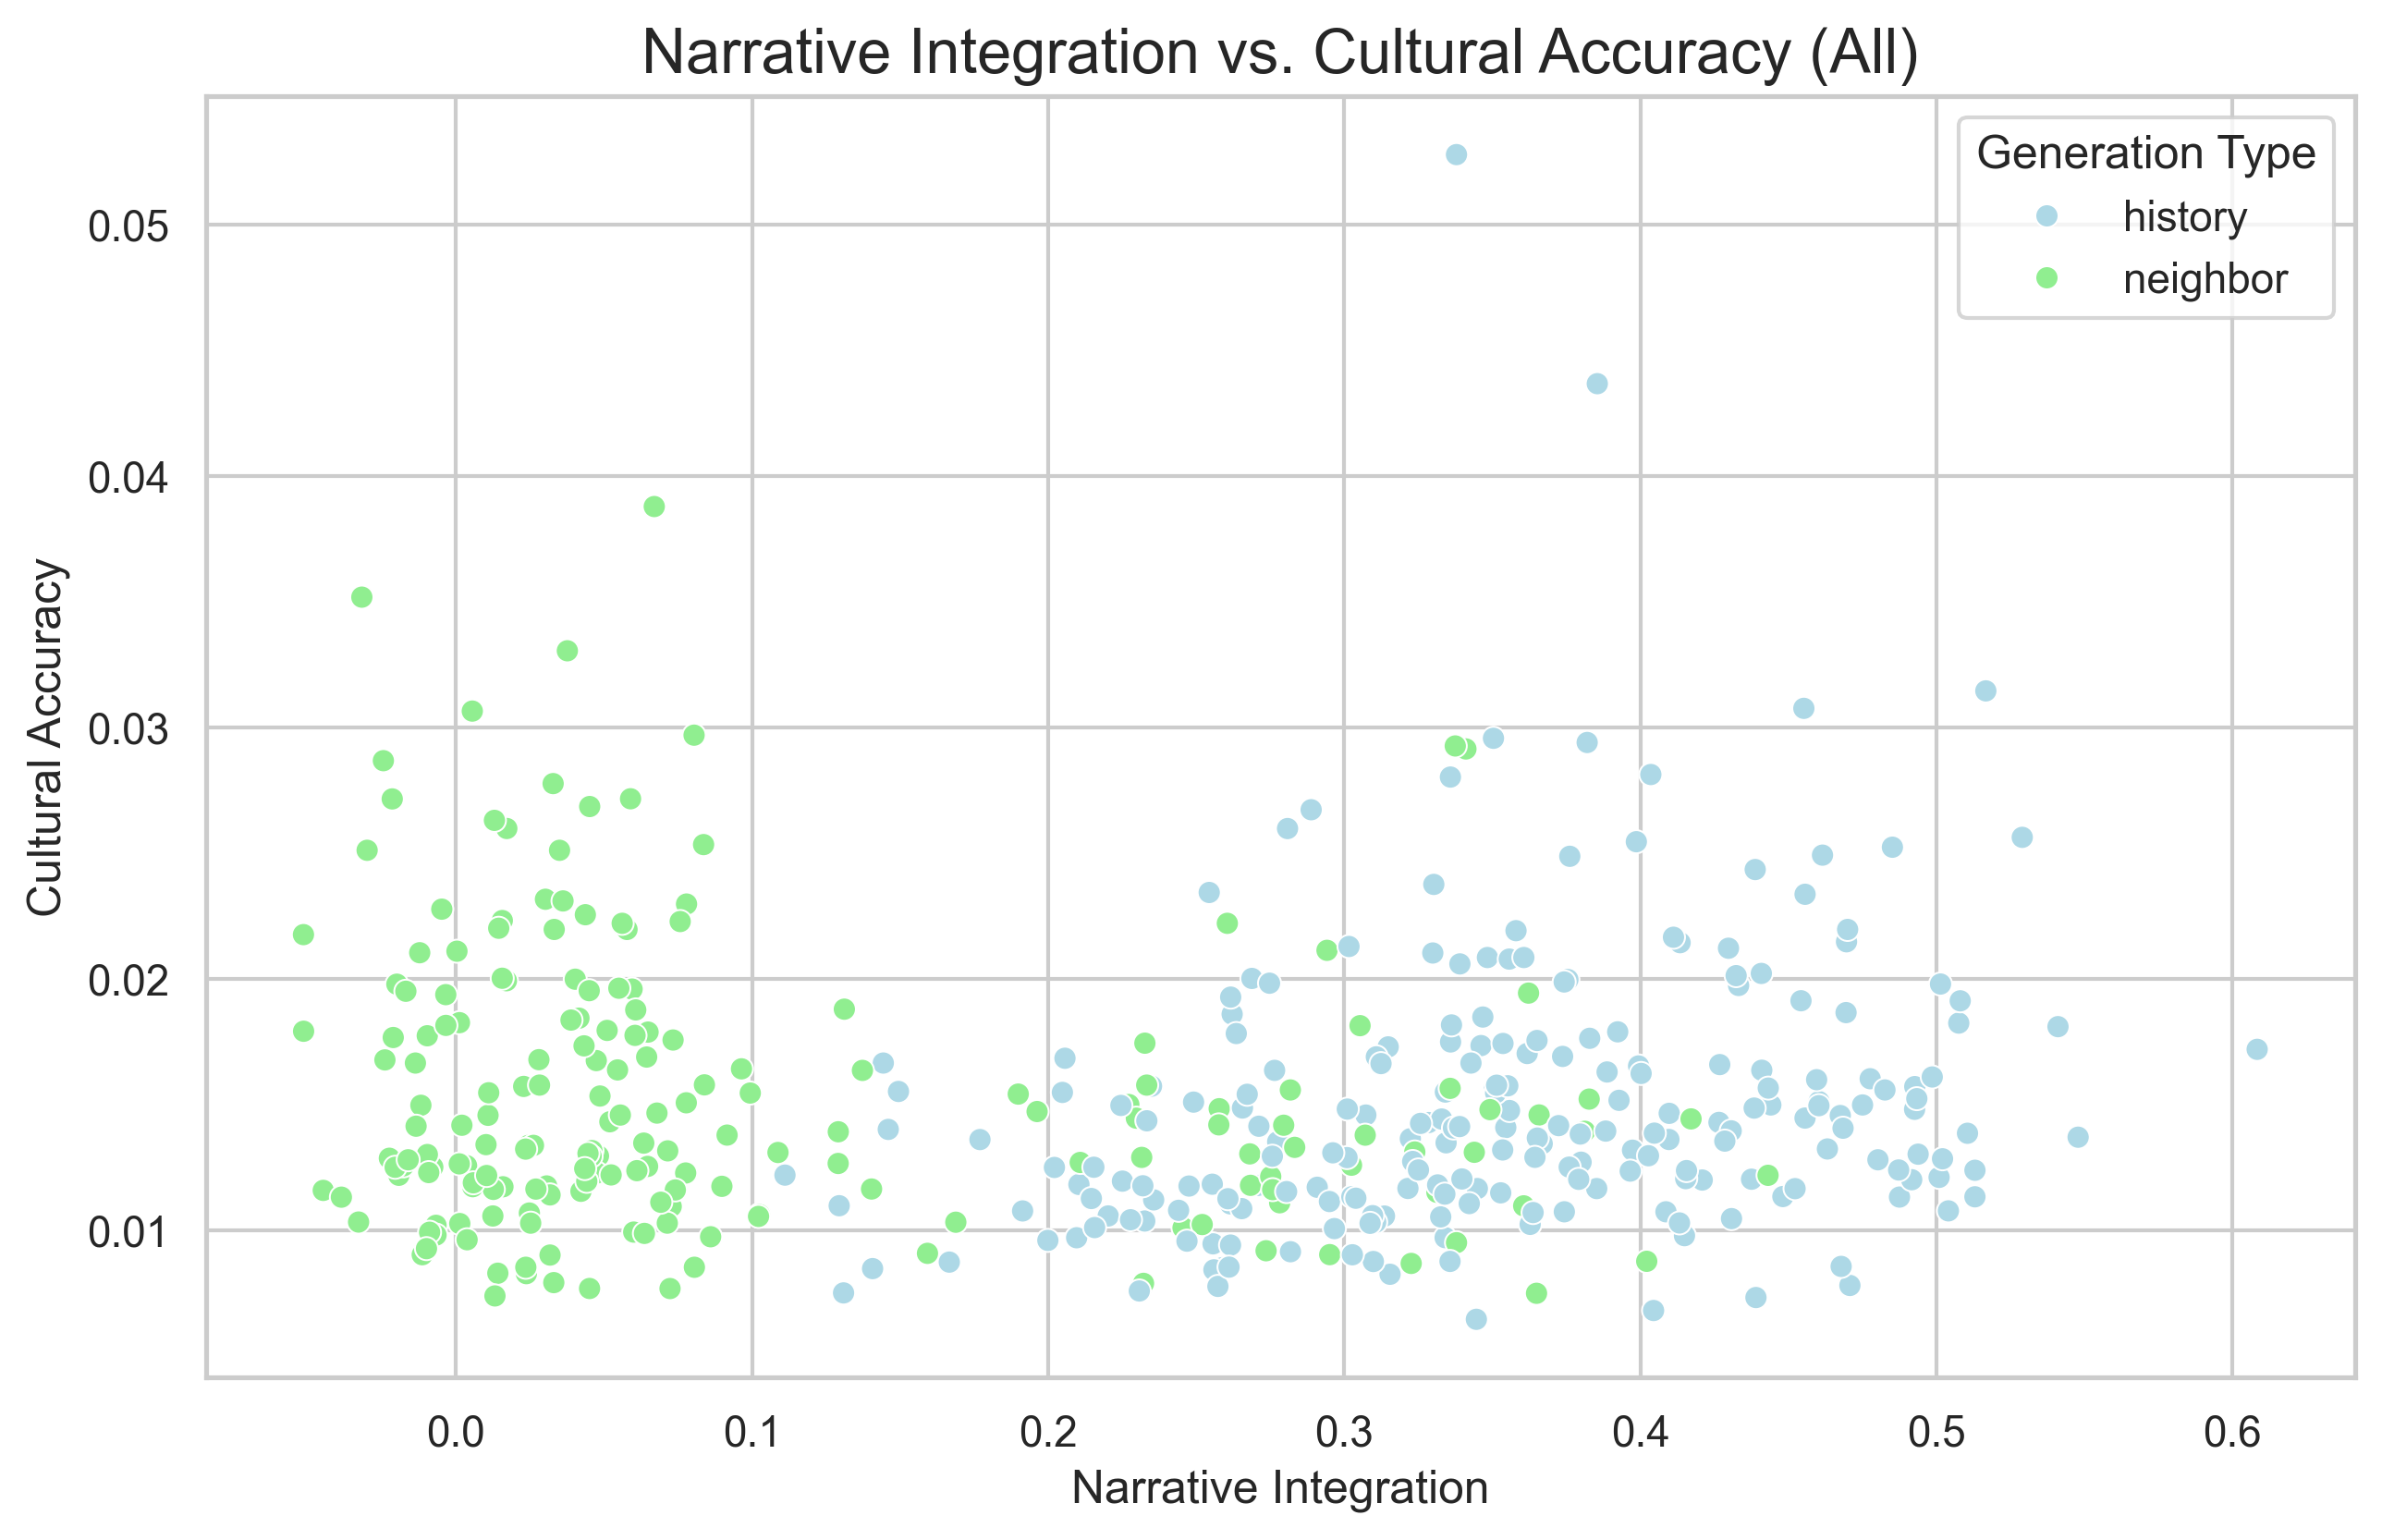 Narrative Integration vs. Cultural Accuracy (All)
Generation Type
history
neighbor
0.05
0.04
0.03
0.02
0.01
Cultural Accuracy
0.0 0.1 0.2 0.3 0.4 0.5 0.6
Narrative Integration